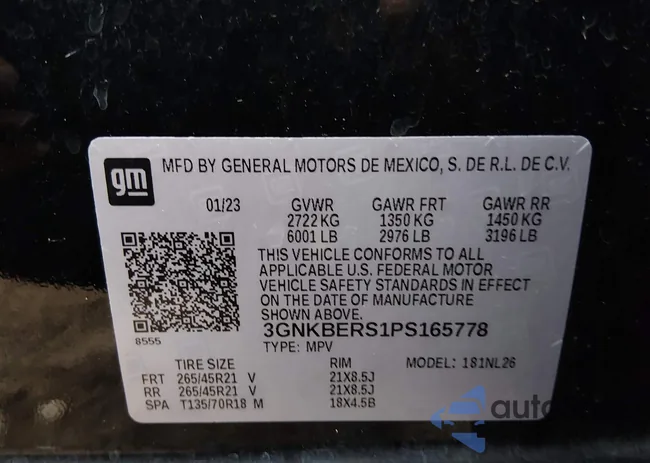 gm
MFD BY GENERAL MOTORS DE MEXICO, S. DE R.L. DE C.V.
01/23 GVWR GAWR FRT GAWR RR
2722 KG 1350 KG 1450 KG
6001 LB 2976 LB 3196 LB
THIS VEHICLE CONFORMS TO ALL
APPLICABLE U.S. FEDERAL MOTOR
VEHICLE SAFETY STANDARDS IN EFFECT
ON THE DATE OF MANUFACTURE
SHOWN ABOVE.
8555
3GNKBERS1PS165778
TYPE: MPV MODEL: 181NL26
TIRE SIZE RIM
FRT 265/45R21 V 21X8.5J
RR 265/45R21 V 21X8.5J
SPA T135/70R18 M 18X4.5B